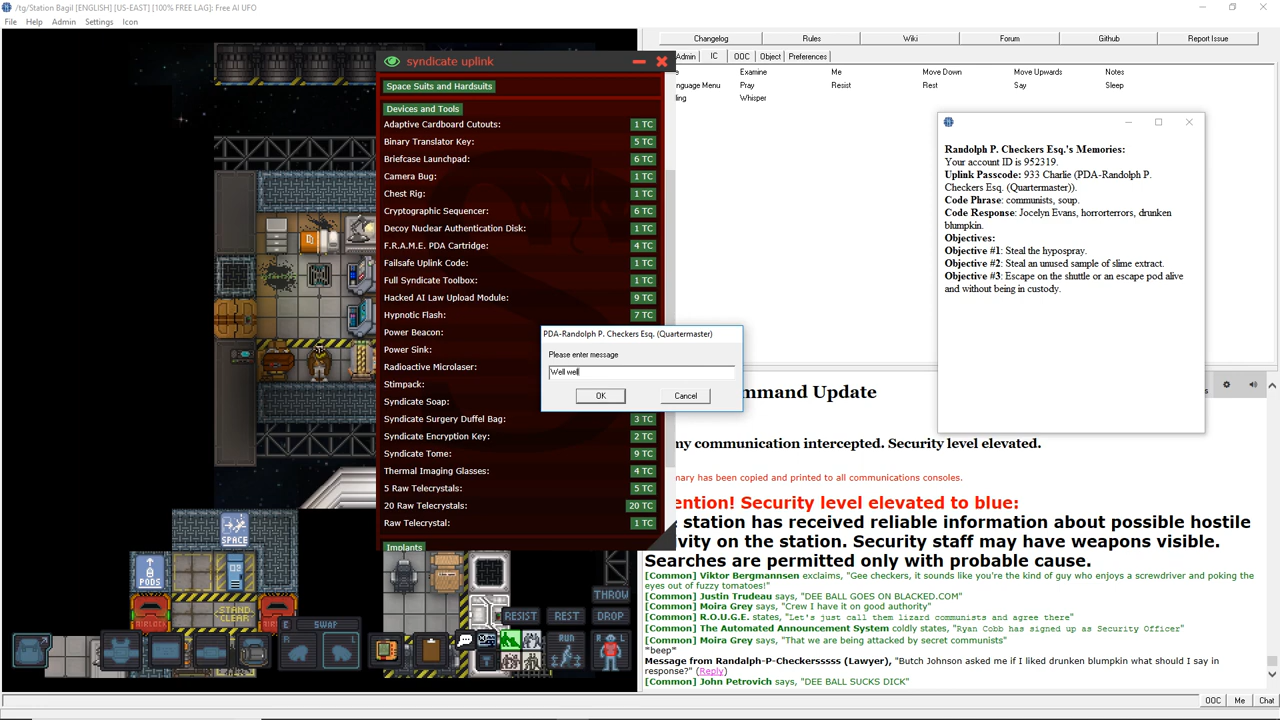 /tg/Station Bagil [ENGLISH] [US-EAST] [100% FREE LAG]: Free AI UFO
File Help Admin Settings Icon
Changelog Rules Wiki Forum Github Report Issue
Admin IC OOC Object Preferences
Examine Me Move Down Move Upwards Notes
nguage Menu Pray Resist Rest Say Sleep
ling Whisper
syndicate uplink
Space Suits and Hardsuits
Devices and Tools
Adaptive Cardboard Cutouts: 1 TC
Binary Translator Key: 5 TC
Briefcase Launchpad: 6 TC
Camera Bug: 1 TC
Chest Rig: 1 TC
Cryptographic Sequencer: 6 TC
Decoy Nuclear Authentication Disk: 1 TC
F.R.A.M.E. PDA Cartridge: 4 TC
Failsafe Uplink Code: 1 TC
Full Syndicate Toolbox: 1 TC
Hacked AI Law Upload Module: 9 TC
Hypnotic Flash: 7 TC
Power Beacon:
Power Sink:
Radioactive Microlaser:
Stimpack:
Syndicate Soap:
Syndicate Surgery Duffel Bag: 3 TC
Syndicate Encryption Key: 2 TC
Syndicate Tome: 9 TC
Thermal Imaging Glasses: 4 TC
5 Raw Telecrystals: 5 TC
20 Raw Telecrystals: 20 TC
Raw Telecrystal: 1 TC
Implants
PDA-Randolph P. Checkers Esq. (Quartermaster)
Please enter message
Well well
OK Cancel
Randolph P. Checkers Esq.'s Memories:
Your account ID is 952319.
Uplink Passcode: 933 Charlie (PDA-Randolph P.
Checkers Esq. (Quartermaster)).
Code Phrase: communists, soup.
Code Response: Jocelyn Evans, horrorterrors, drunken
blumpkin.
Objectives:
Objective #1: Steal the hypospray.
Objective #2: Steal an unused sample of slime extract.
Objective #3: Escape on the shuttle or an escape pod alive
and without being in custody.
mmand Update
my communication intercepted. Security level elevated.
mary has been copied and printed to all communications consoles.
ention! Security level elevated to blue:
station has received reliable information about possible hostile
vity on the station. Security staff may have weapons visible.
Searches are permitted only with probable cause.
[Common] Viktor Bergmannsen exclaims, "Gee checkers, it sounds like you're the kind of guy who enjoys a screwdriver and poking the
eyes out of fuzzy tomatoes!"
[Common] Justin Trudeau says, "DEE BALL GOES ON BLACKED.COM"
[Common] Moira Grey says, "Crew I have it on good authority"
[Common] R.O.U.G.E. states, "Let's just call them lizard communists and agree there"
[Common] The Automated Announcement System coldly states, "Ryan Cobb has signed up as Security Officer"
[Common] Moira Grey says, "That we are being attacked by secret communists"
*beep*
Message from Randalph-P-Checkersssss (Lawyer), "Butch Johnson asked me if I liked drunken blumpkin what should I say in
response?" (Reply)
[Common] John Petrovich says, "DEE BALL SUCKS DICK"
SPACE
PODS
AIRLOCK
STAND
CLEAR
AIRLOCK
E SWAP
R L
THROW
RESIST REST DROP
RUN
OOC Me Chat